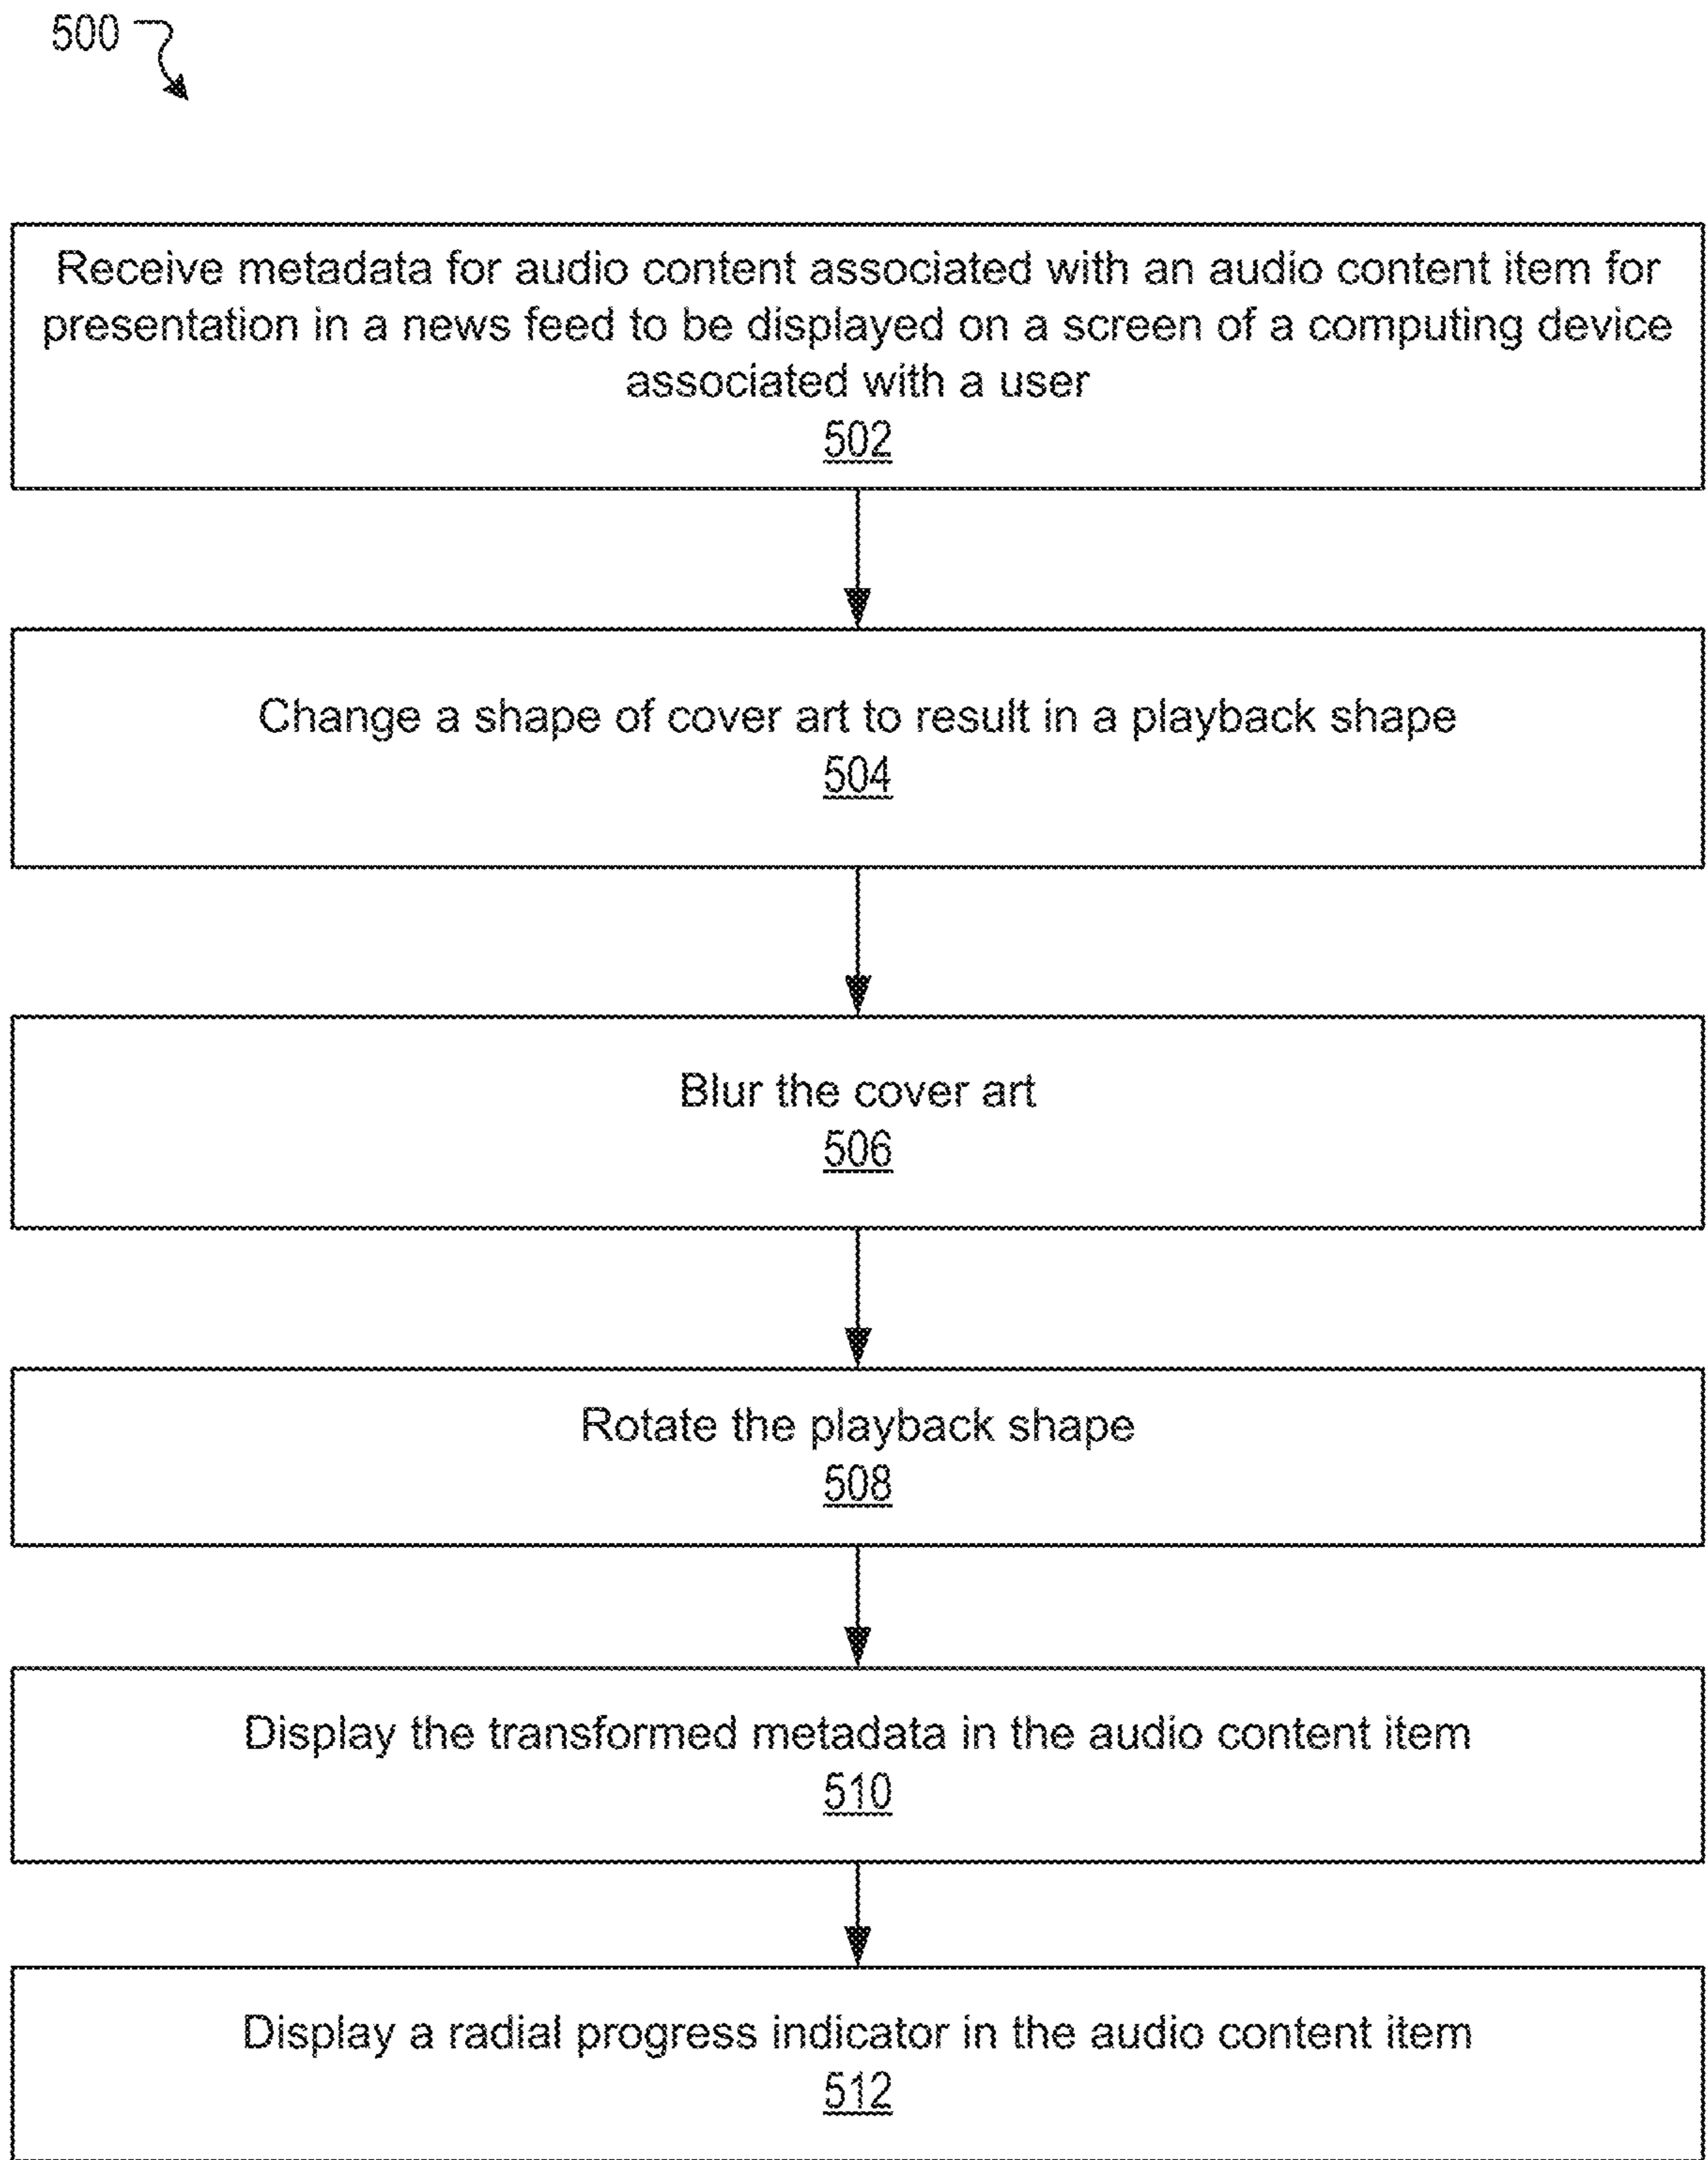 500
Receive metadata for audio content associated with an audio content item for
presentation in a news feed to be displayed on a screen of a computing device
associated with a user
502
Change a shape of cover art to result in a playback shape
504
Blur the cover art
506
Rotate the playback shape
508
Display the transformed metadata in the audio content item
510
Display a radial progress indicator in the audio content item
512